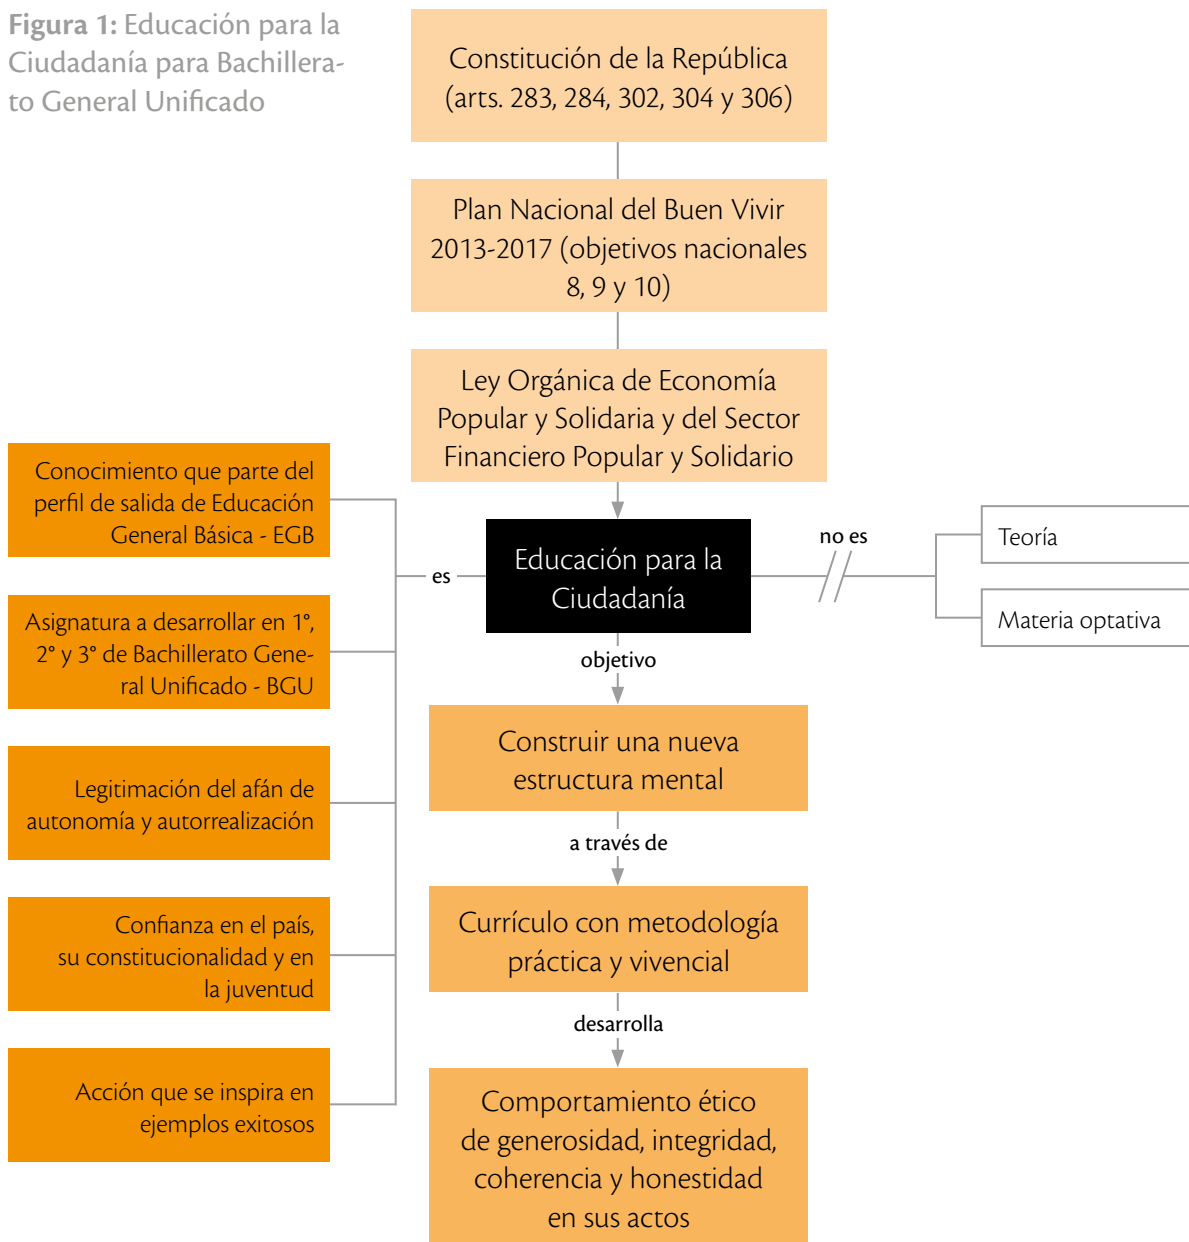 Figura 1: Educación para la
Ciudadanía para Bachillera-
to General Unificado
Constitución de la República
(arts. 283, 284, 302, 304 y 306)
Plan Nacional del Buen Vivir
2013-2017 (objetivos nacionales
8, 9 y 10)
Ley Orgánica de Economía
Popular y Solidaria y del Sector
Financiero Popular y Solidario
Educación para la
Ciudadanía
es
Conocimiento que parte del
perfil de salida de Educación
General Básica - EGB
Asignatura a desarrollar en 1°,
2° y 3° de Bachillerato Gene-
ral Unificado - BGU
Legitimación del afán de
autonomía y autorrealización
Confianza en el país,
su constitucionalidad y en
la juventud
Acción que se inspira en
ejemplos exitosos
no es
Teoría
Materia optativa
objetivo
Construir una nueva
estructura mental
a través de
Currículo con metodología
práctica y vivencial
desarrolla
Comportamiento ético
de generosidad, integridad,
coherencia y honestidad
en sus actos